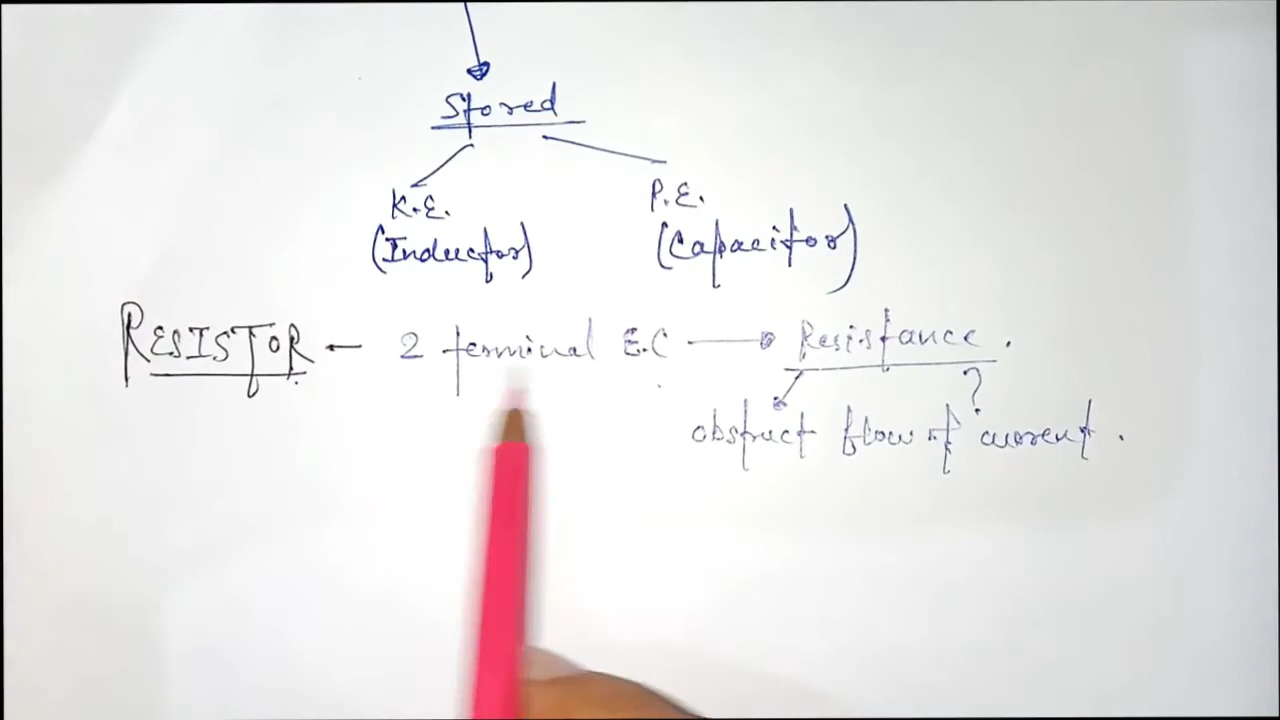 Stored
K.E. P.E.
(Inductor) (Capacitor)
RESISTOR - 2 terminal E.C → Resistance.
?
obstruct flow of current.